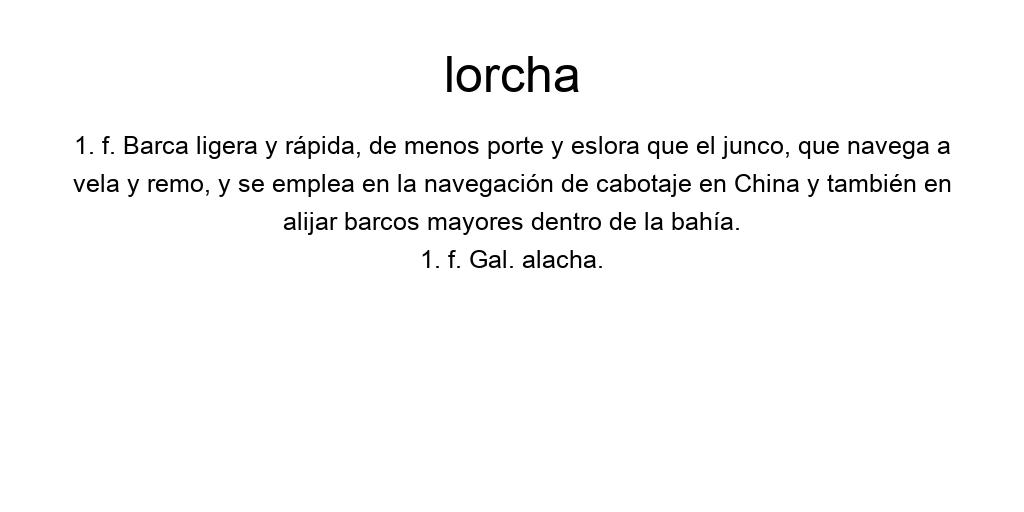 lorcha
1. f. Barca ligera y rápida, de menos porte y eslora que el junco, que navega a
vela y remo, y se emplea en la navegación de cabotaje en China y también en
alijar barcos mayores dentro de la bahía.
1. f. Gal. alacha.